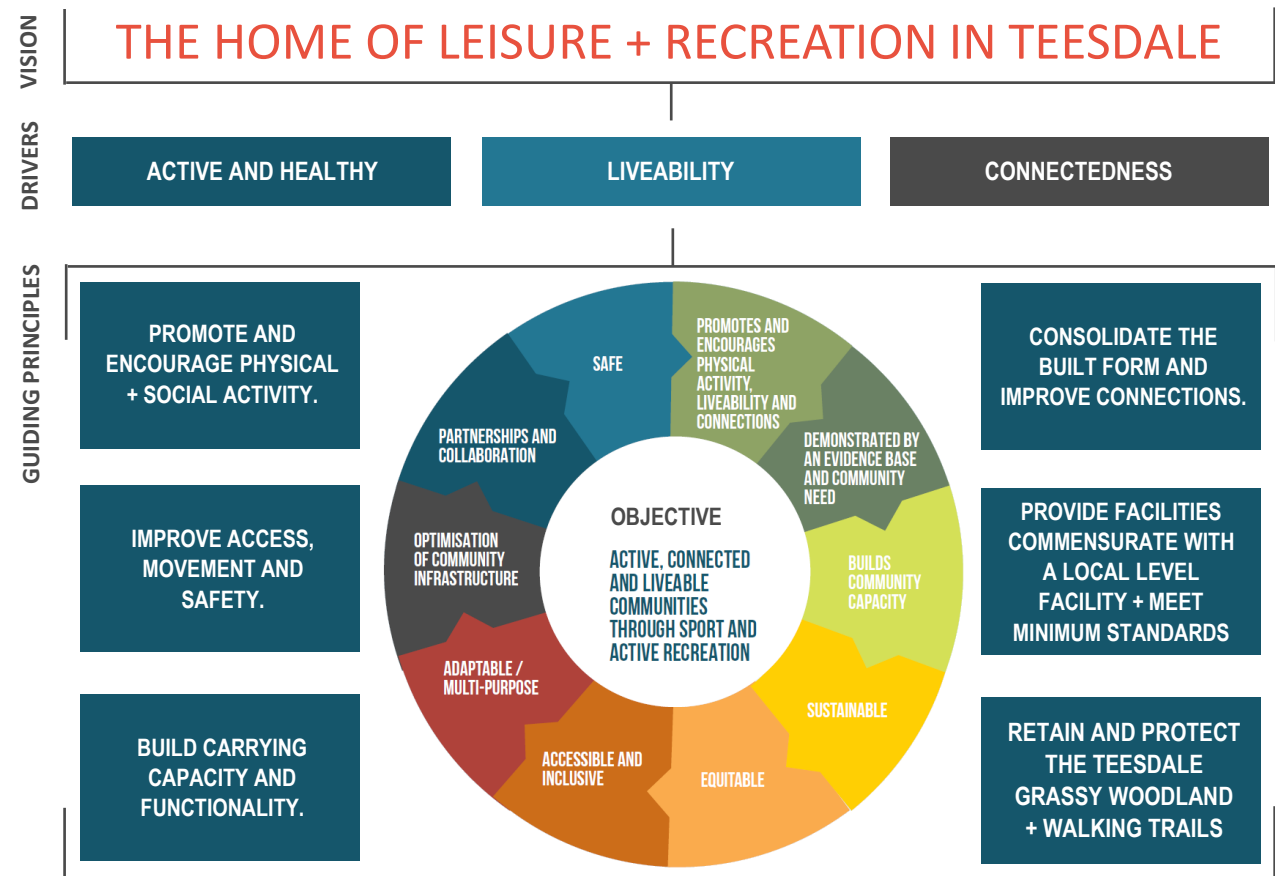 VISION
THE HOME OF LEISURE + RECREATION IN TEESDALE
DRIVERS
ACTIVE AND HEALTHY
LIVEABILITY
CONNECTEDNESS
GUIDING PRINCIPLES
PROMOTE AND
ENCOURAGE PHYSICAL
+ SOCIAL ACTIVITY.
IMPROVE ACCESS,
MOVEMENT AND
SAFETY.
BUILD CARRYING
CAPACITY AND
FUNCTIONALITY.
SAFE
PROMOTES AND
ENCOURAGES
PHYSICAL
ACTIVITY,
LIVEABILITY AND
CONNECTIONS
DEMONSTRATED BY
AN EVIDENCE BASE
AND COMMUNITY
NEED
BUILDS
COMMUNITY
CAPACITY
SUSTAINABLE
EQUITABLE
ACCESSIBLE AND
INCLUSIVE
ADAPTABLE /
MULTI-PURPOSE
OPTIMISATION
OF COMMUNITY
INFRASTRUCTURE
PARTNERSHIPS AND
COLLABORATION
OBJECTIVE
ACTIVE, CONNECTED
AND LIVEABLE
COMMUNITIES
THROUGH SPORT AND
ACTIVE RECREATION
CONSOLIDATE THE
BUILT FORM AND
IMPROVE CONNECTIONS.
PROVIDE FACILITIES
COMMENSURATE WITH
A LOCAL LEVEL
FACILITY + MEET
MINIMUM STANDARDS
RETAIN AND PROTECT
THE TEESDALE
GRASSY WOODLAND
+ WALKING TRAILS